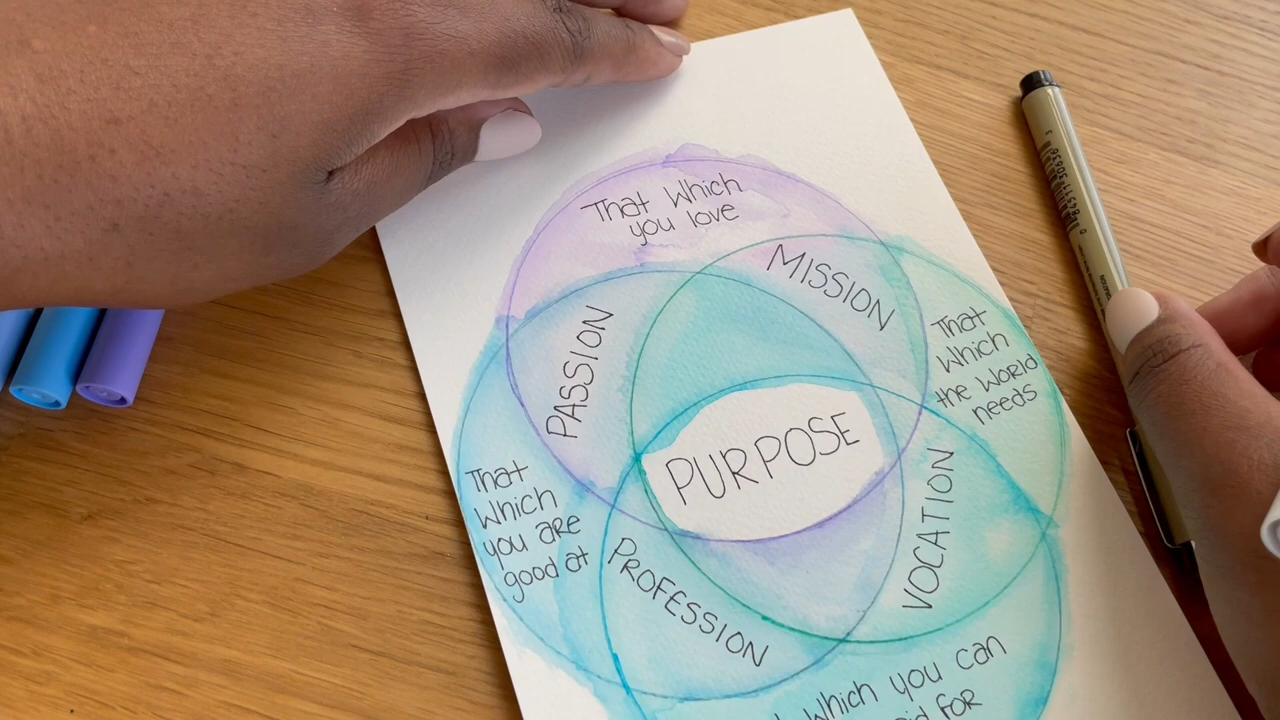 That Which
you love
MISSION
PASSION
That
Which
the World
needs
PURPOSE
That
Which
you are
good at
VOCATION
PROFESSION
Which you can
for